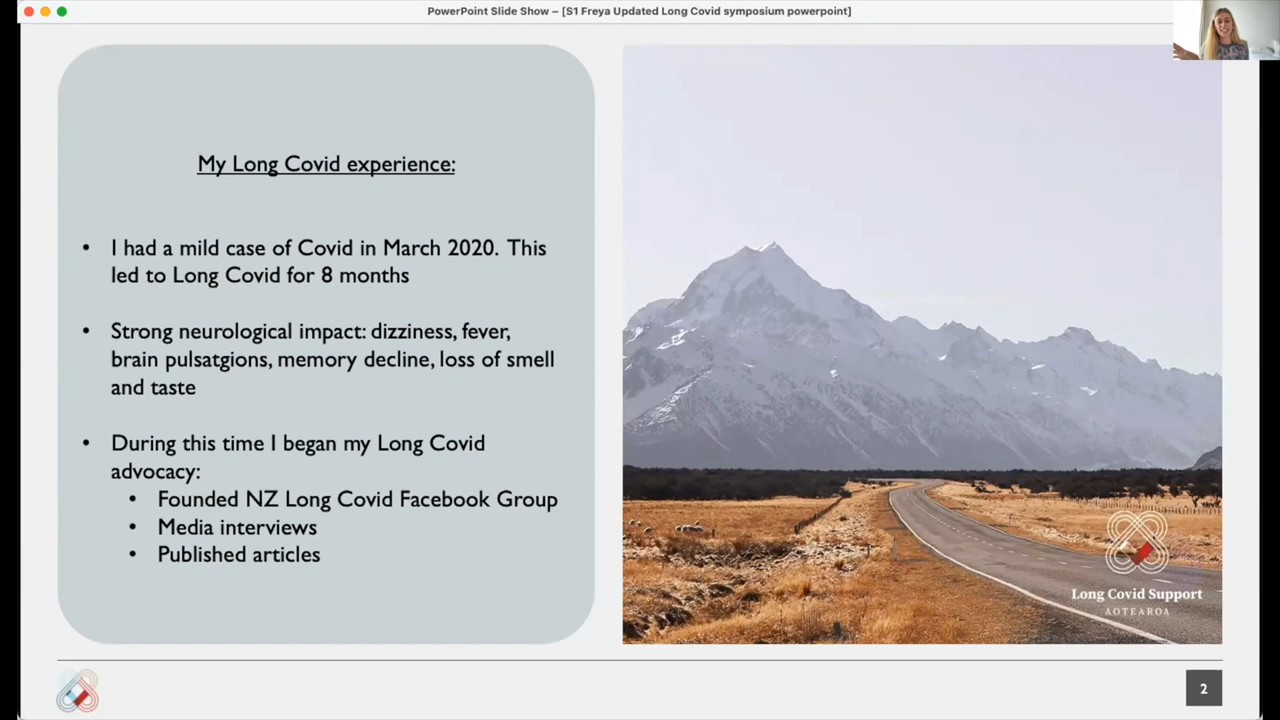 PowerPoint Slide Show – [S1 Freya Updated Long Covid symposium powerpoint]
My Long Covid experience:
• I had a mild case of Covid in March 2020. This
led to Long Covid for 8 months
• Strong neurological impact: dizziness, fever,
brain pulsatgions, memory decline, loss of smell
and taste
• During this time I began my Long Covid
advocacy:
• Founded NZ Long Covid Facebook Group
• Media interviews
• Published articles
Long Covid Support
AOTEAROA
2